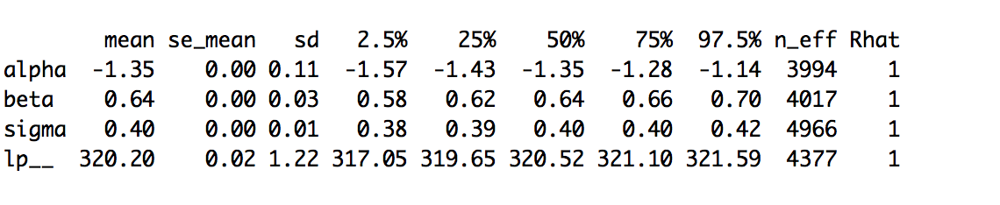 mean se_mean sd 2.5% 25% 50% 75% 97.5% n_eff Rhat
alpha -1.35 0.00 0.11 -1.57 -1.43 -1.35 -1.28 -1.14 3994 1
beta 0.64 0.00 0.03 0.58 0.62 0.64 0.66 0.70 4017 1
sigma 0.40 0.00 0.01 0.38 0.39 0.40 0.40 0.42 4966 1
lp__ 320.20 0.02 1.22 317.05 319.65 320.52 321.10 321.59 4377 1